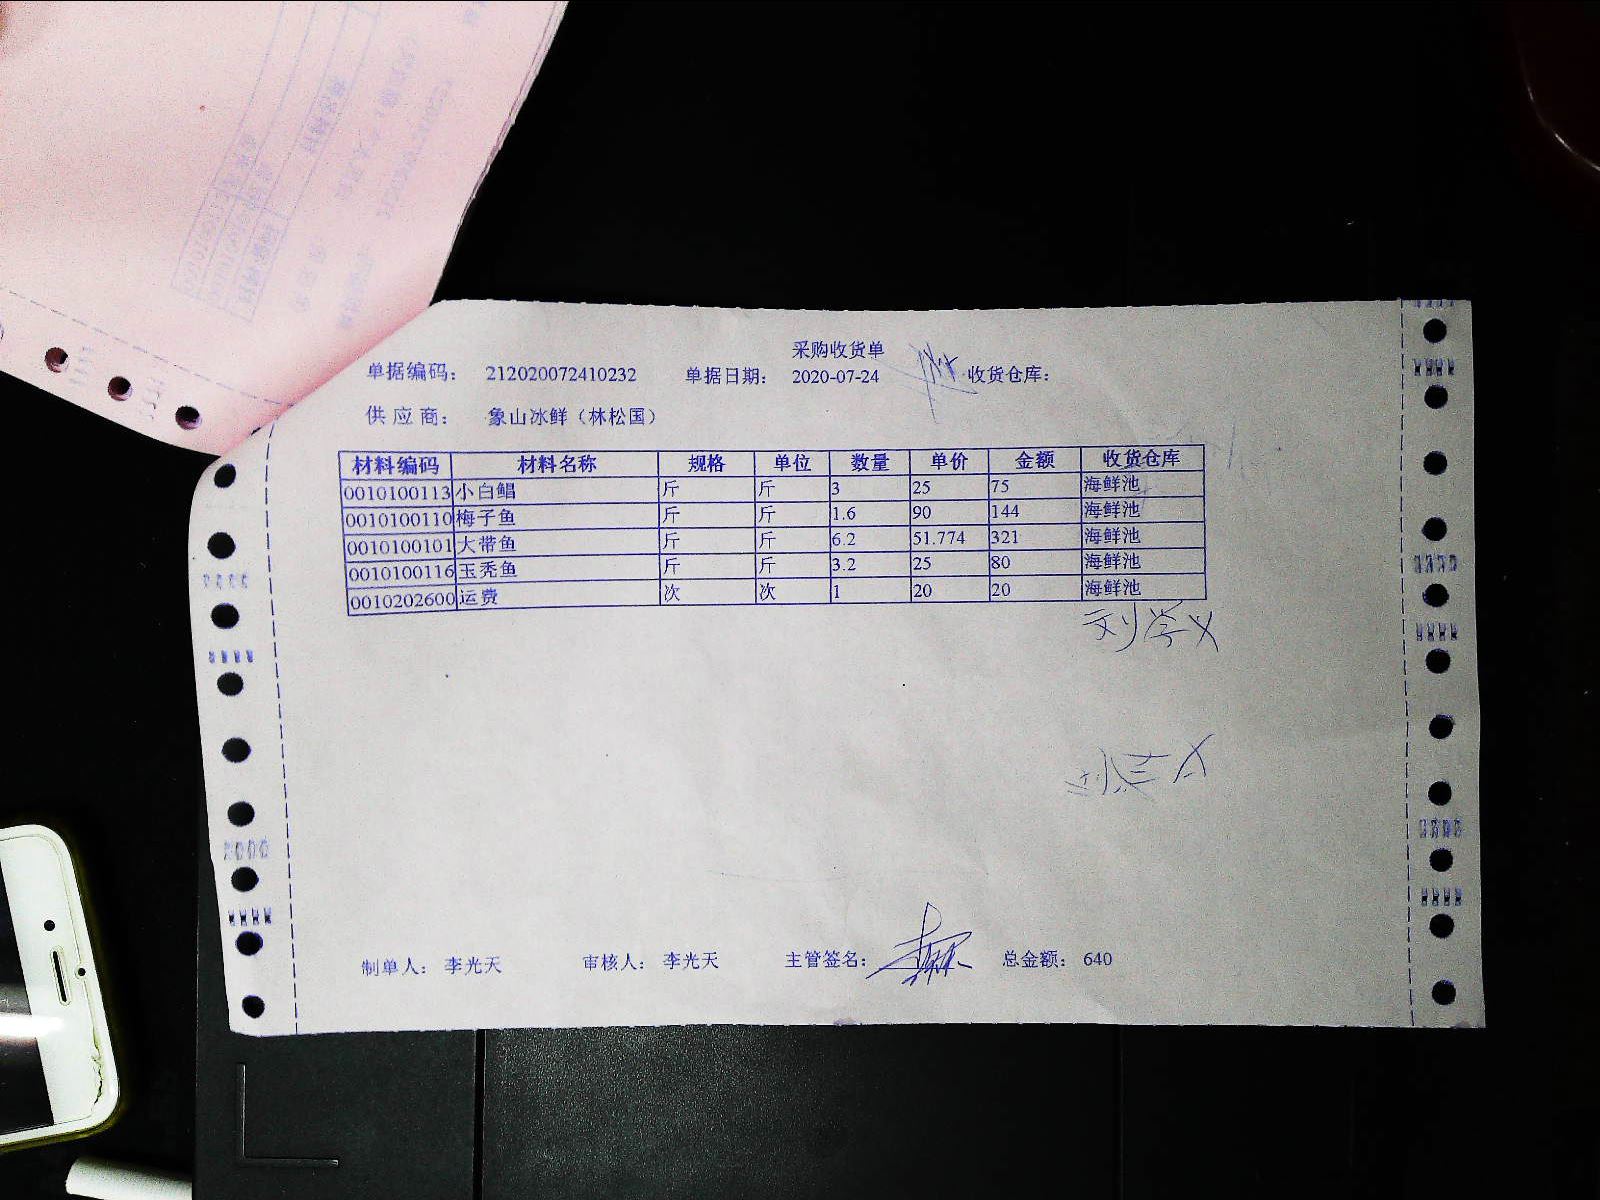 采购收货单
单据编码: 212020072410232 单据日期: 2020-07-24 收货仓库:
供应商: 象山冰鲜（林松国）
材料编码 材料名称 规格 单位 数量 单价 金额 收货仓库
0010100113 小白鲳 斤 斤 3 25 75 海鲜池
0010100110 梅子鱼 斤 斤 1.6 90 144 海鲜池
0010100101 大带鱼 斤 斤 6.2 51.774 321 海鲜池
0010100116 玉秃鱼 斤 斤 3.2 25 80 海鲜池
0010202600 运费 次 次 1 20 20 海鲜池
刘学义
制单人: 李光天 审核人: 李光天 主管签名: 总金额: 640